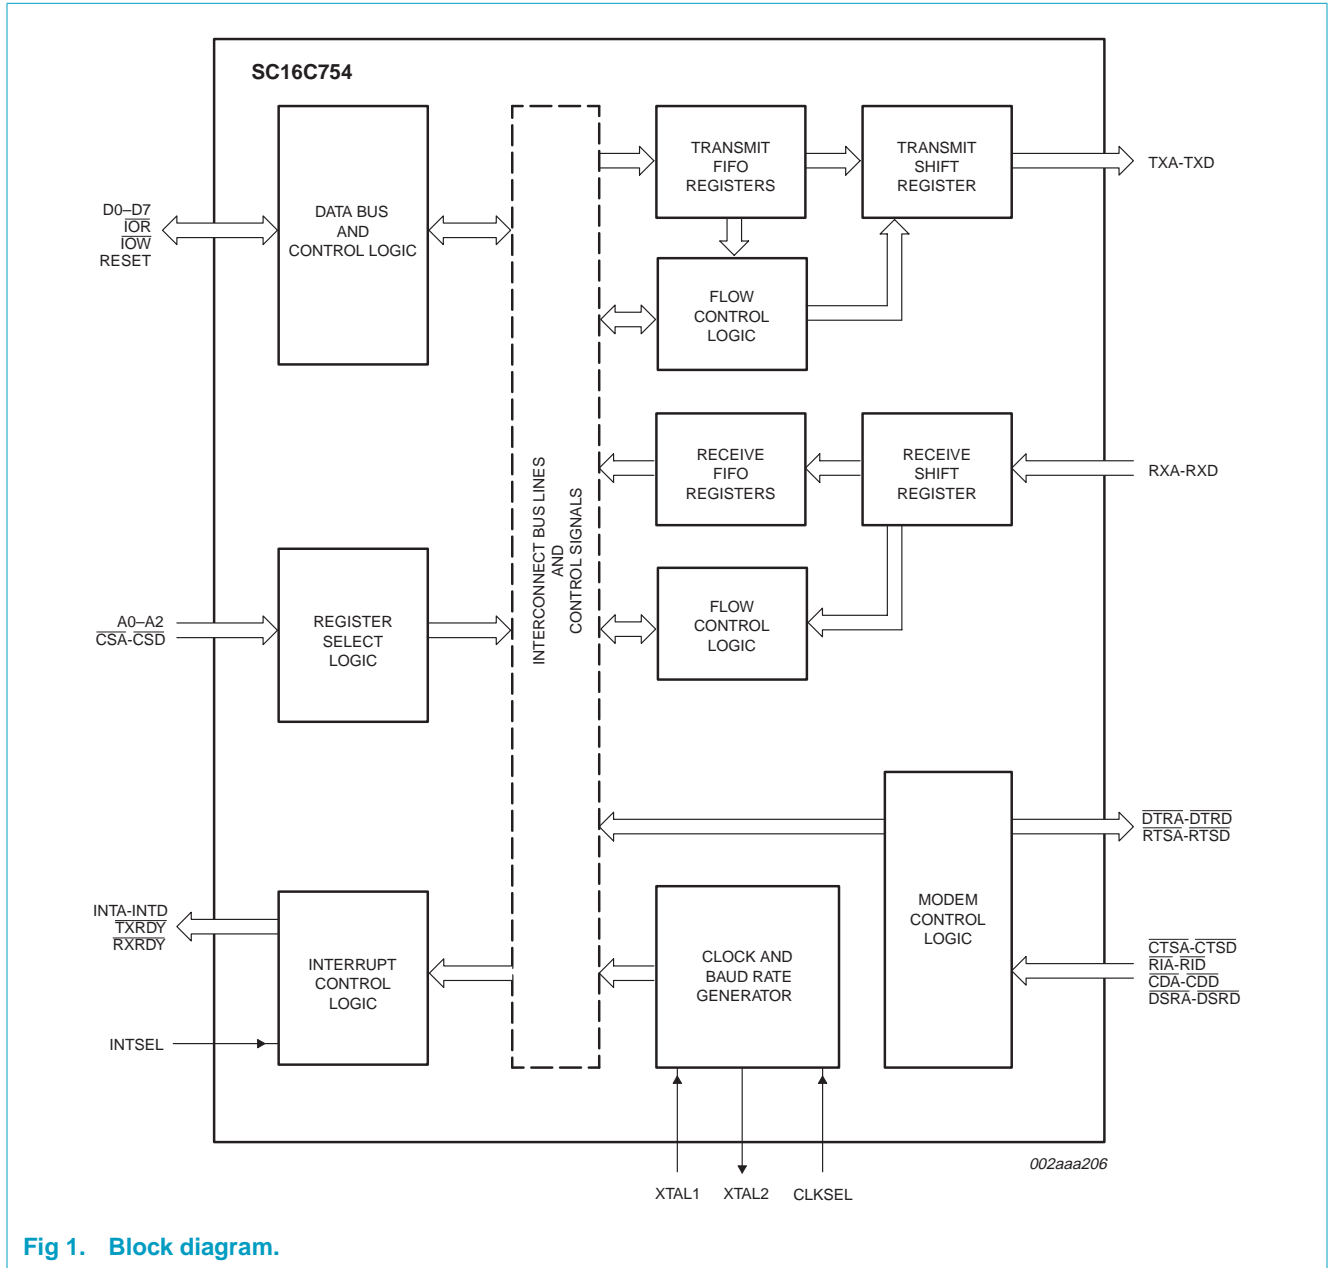 SC16C754
D0–D7
IOR
IOW
RESET
DATA BUS
AND
CONTROL LOGIC
TRANSMIT
FIFO
REGISTERS
TRANSMIT
SHIFT
REGISTER
TXA-TXD
FLOW
CONTROL
LOGIC
INTERCONNECT BUS LINES
AND
CONTROL SIGNALS
RECEIVE
FIFO
REGISTERS
RECEIVE
SHIFT
REGISTER
RXA-RXD
A0–A2
CSA-CSD
REGISTER
SELECT
LOGIC
FLOW
CONTROL
LOGIC
DTRA-DTRD
RTSA-RTSD
MODEM
CONTROL
LOGIC
CTSA-CTSD
RIA-RID
CDA-CDD
DSRA-DSRD
INTA-INTD
TXRDY
RXRDY
INTERRUPT
CONTROL
LOGIC
INTSEL
CLOCK AND
BAUD RATE
GENERATOR
XTAL1
XTAL2
CLKSEL
002aaa206
Fig 1. Block diagram.